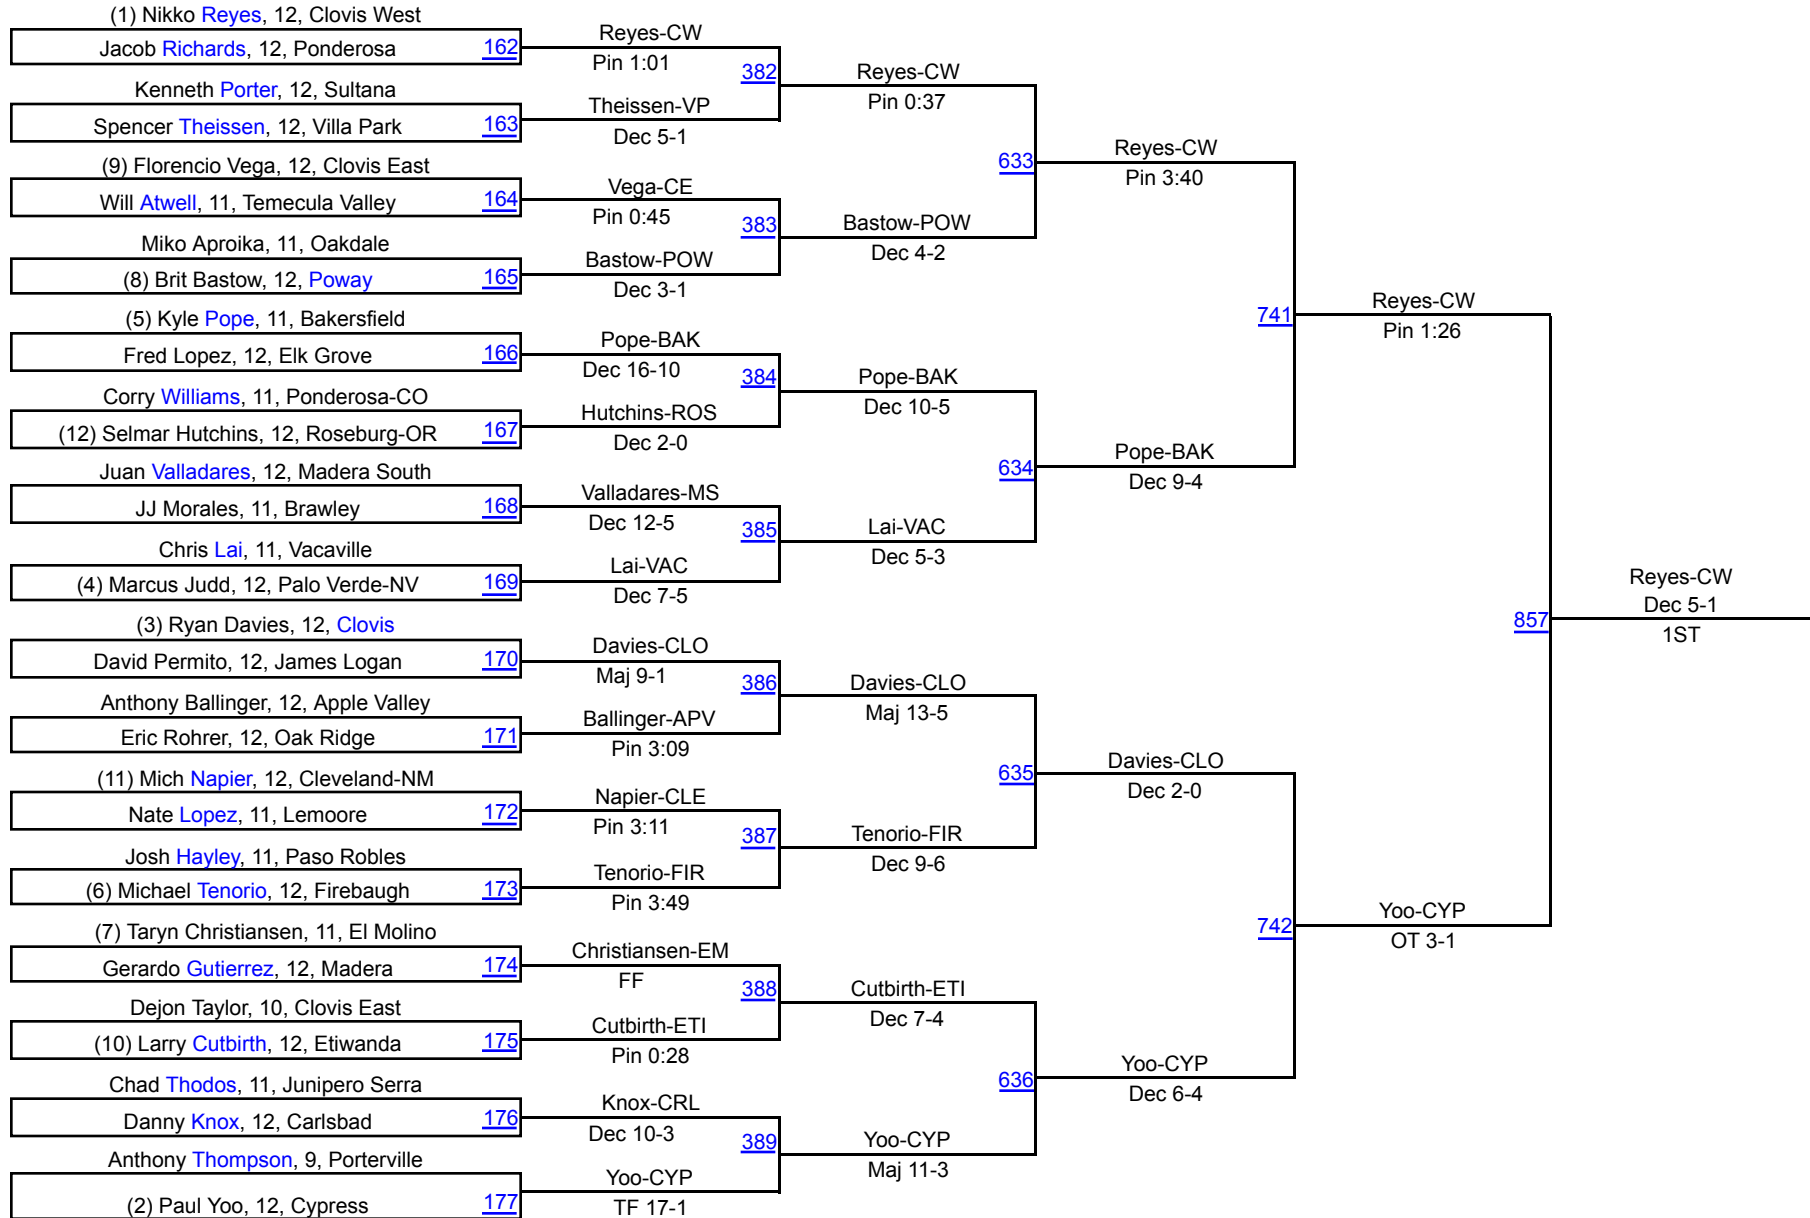 (1) Nikko Reyes, 12, Clovis West
Jacob Richards, 12, Ponderosa 162
Kenneth Porter, 12, Sultana
Spencer Theissen, 12, Villa Park 163
(9) Florencio Vega, 12, Clovis East
Will Atwell, 11, Temecula Valley 164
Miko Aproika, 11, Oakdale
(8) Brit Bastow, 12, Poway 165
(5) Kyle Pope, 11, Bakersfield
Fred Lopez, 12, Elk Grove 166
Corry Williams, 11, Ponderosa-CO
(12) Selmar Hutchins, 12, Roseburg-OR 167
Juan Valladares, 12, Madera South
JJ Morales, 11, Brawley 168
Chris Lai, 11, Vacaville
(4) Marcus Judd, 12, Palo Verde-NV 169
(3) Ryan Davies, 12, Clovis
David Permito, 12, James Logan 170
Anthony Ballinger, 12, Apple Valley
Eric Rohrer, 12, Oak Ridge 171
(11) Mich Napier, 12, Cleveland-NM
Nate Lopez, 11, Lemoore 172
Josh Hayley, 11, Paso Robles
(6) Michael Tenorio, 12, Firebaugh 173
(7) Taryn Christiansen, 11, El Molino
Gerardo Gutierrez, 12, Madera 174
Dejon Taylor, 10, Clovis East
(10) Larry Cutbirth, 12, Etiwanda 175
Chad Thodos, 11, Junipero Serra
Danny Knox, 12, Carlsbad 176
Anthony Thompson, 9, Porterville
(2) Paul Yoo, 12, Cypress 177
Reyes-CW
Pin 1:01
382
Theissen-VP
Dec 5-1
Vega-CE
Pin 0:45
383
Bastow-POW
Dec 3-1
Pope-BAK
Dec 16-10
384
Hutchins-ROS
Dec 2-0
Valladares-MS
Dec 12-5
385
Lai-VAC
Dec 7-5
Davies-CLO
Maj 9-1
386
Ballinger-APV
Pin 3:09
Napier-CLE
Pin 3:11
387
Tenorio-FIR
Pin 3:49
Christiansen-EM
FF
388
Cutbirth-ETI
Pin 0:28
Knox-CRL
Dec 10-3
389
Yoo-CYP
TF 17-1
Reyes-CW
Pin 0:37
633
Bastow-POW
Dec 4-2
Pope-BAK
Dec 10-5
634
Lai-VAC
Dec 5-3
Davies-CLO
Maj 13-5
635
Tenorio-FIR
Dec 9-6
Cutbirth-ETI
Dec 7-4
636
Yoo-CYP
Maj 11-3
Reyes-CW
Pin 3:40
741
Pope-BAK
Dec 9-4
Davies-CLO
Dec 2-0
742
Yoo-CYP
Dec 6-4
Reyes-CW
Pin 1:26
857
Yoo-CYP
OT 3-1
Reyes-CW
Dec 5-1
1ST